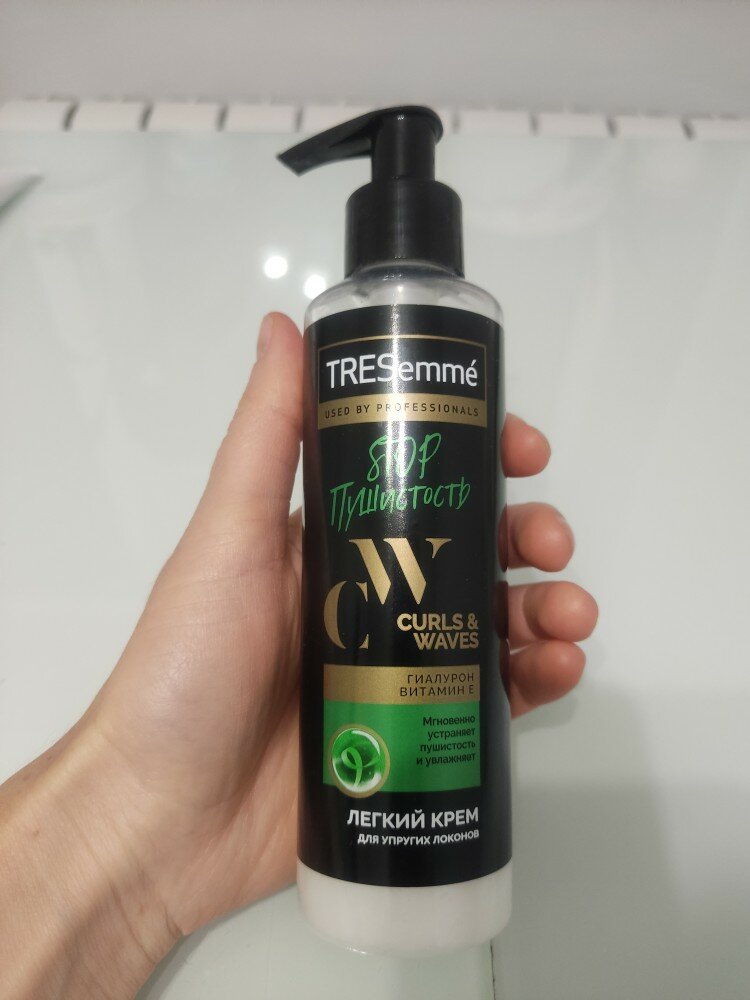 TRESemmé
USED BY PROFESSIONALS
STOP
ПУШИСТОСТЬ
CW
CURLS &
WAVES
ГИАЛУРОН
ВИТАМИН Е
Мгновенно
устраняет
пушистость
и увлажняет
ЛЕГКИЙ КРЕМ
ДЛЯ УПРУГИХ ЛОКОНОВ